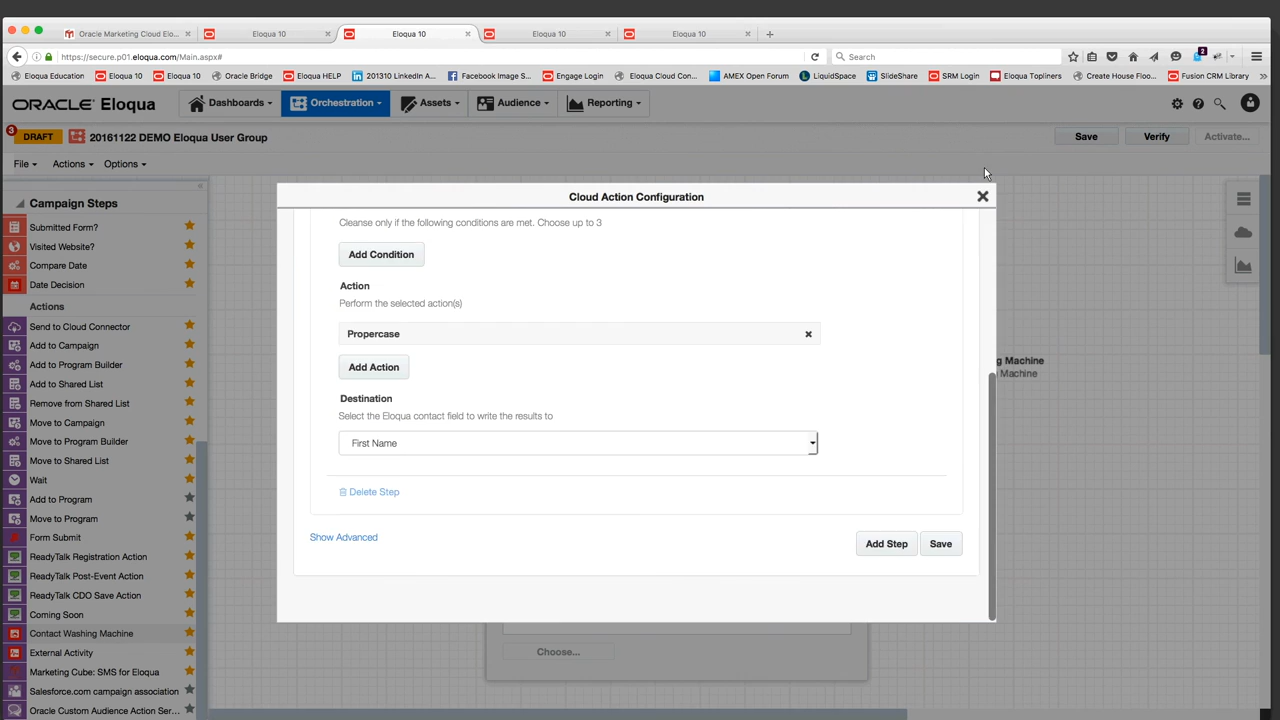 Oracle Marketing Cloud Elo...
Eloqua 10
Eloqua 10
Eloqua 10
Eloqua 10
https://secure.p01.eloqua.com/Main.aspx#
Search
2
Eloqua Education
Eloqua 10
Eloqua 10
Oracle Bridge
Eloqua HELP
201310 LinkedIn A...
Facebook Image S...
Engage Login
Eloqua Cloud Con...
AMEX Open Forum
LiquidSpace
SlideShare
SRM Login
Eloqua Topliners
Create House Floo...
Fusion CRM Library
ORACLE Eloqua
Dashboards
Orchestration
Assets
Audience
Reporting
3
DRAFT
20161122 DEMO Eloqua User Group
Save
Verify
Activate...
File
Actions
Options
Campaign Steps
Submitted Form?
Visited Website?
Compare Date
Date Decision
Actions
Send to Cloud Connector
Add to Campaign
Add to Program Builder
Add to Shared List
Remove from Shared List
Move to Campaign
Move to Program Builder
Move to Shared List
Wait
Add to Program
Move to Program
Form Submit
ReadyTalk Registration Action
ReadyTalk Post-Event Action
ReadyTalk CDO Save Action
Coming Soon
Contact Washing Machine
External Activity
Marketing Cube: SMS for Eloqua
Salesforce.com campaign association
Oracle Custom Audience Action Ser...
Cloud Action Configuration
Cleanse only if the following conditions are met. Choose up to 3
Add Condition
Action
Perform the selected action(s)
Propercase
Add Action
Destination
Select the Eloqua contact field to write the results to
First Name
Delete Step
Show Advanced
Add Step
Save
g Machine
Machine
Choose...